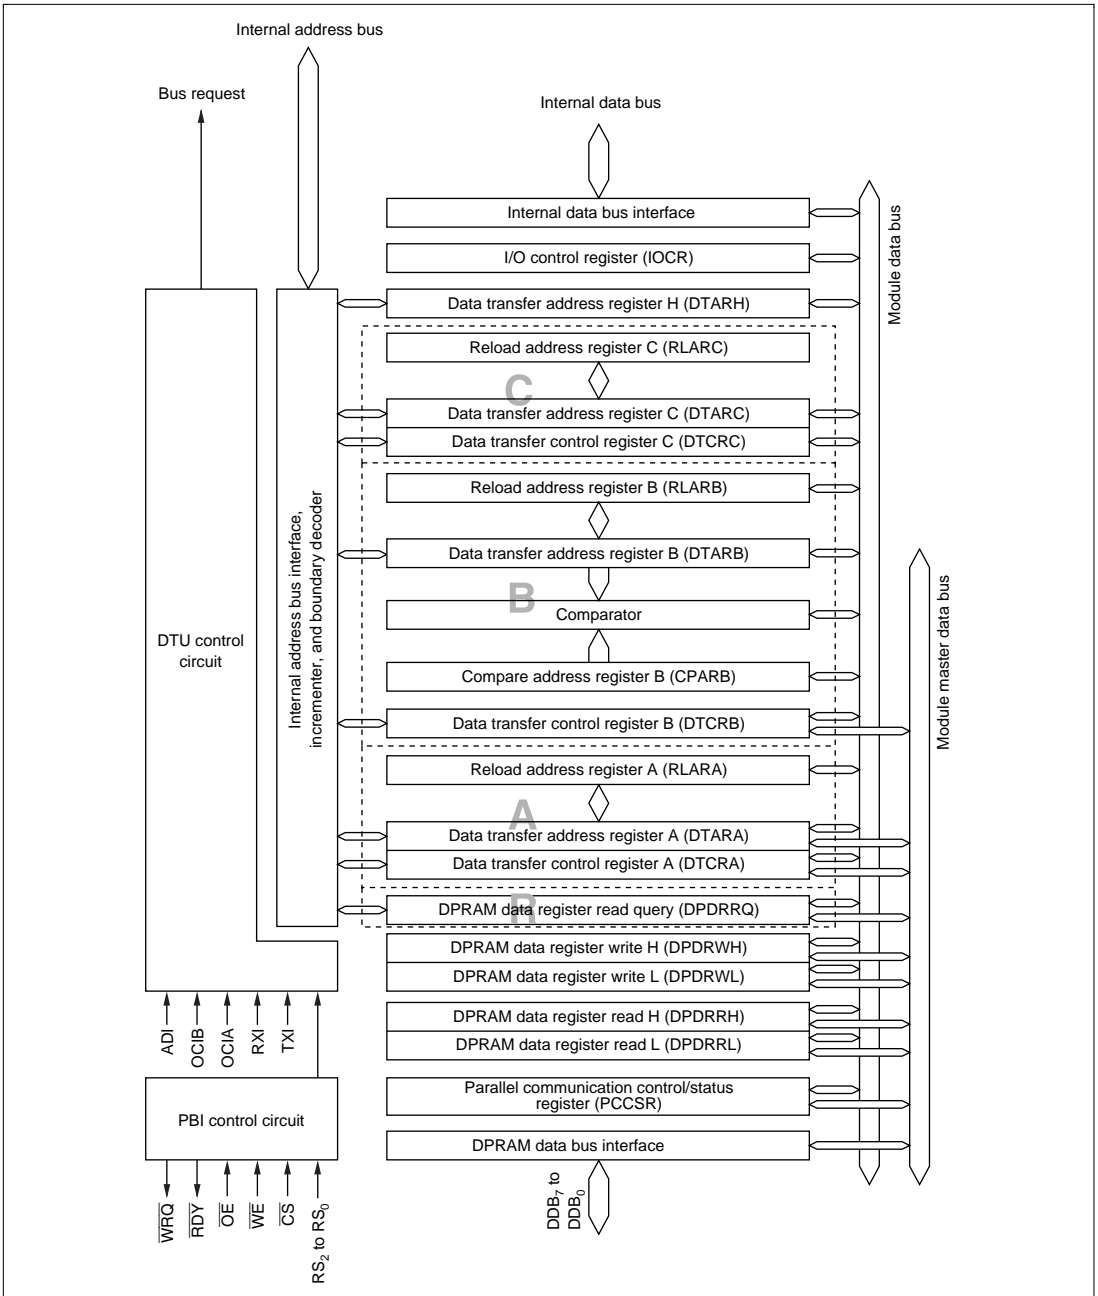 Internal address bus
Bus request
Internal data bus
Internal data bus interface
I/O control register (IOCR)
Data transfer address register H (DTARH)
Reload address register C (RLARC)
C
Data transfer address register C (DTARC)
Data transfer control register C (DTCRC)
Reload address register B (RLARB)
Data transfer address register B (DTARB)
B
Comparator
Compare address register B (CPARB)
Data transfer control register B (DTCRB)
Reload address register A (RLARA)
A
Data transfer address register A (DTARA)
Data transfer control register A (DTCRA)
R
DPRAM data register read query (DPDRRQ)
DPRAM data register write H (DPDRWH)
DPRAM data register write L (DPDRWL)
DPRAM data register read H (DPDRRH)
DPRAM data register read L (DPDRRL)
Parallel communication control/status
register (PCCSR)
DPRAM data bus interface
Module data bus
Module master data bus
DTU control
circuit
Internal address bus interface,
incrementer, and boundary decoder
ADI
OCIB
OCIA
RXI
TXI
PBI control circuit
WRQ
RDY
OE
WE
CS
RS2 to RS0
DDB7 to
DDB0